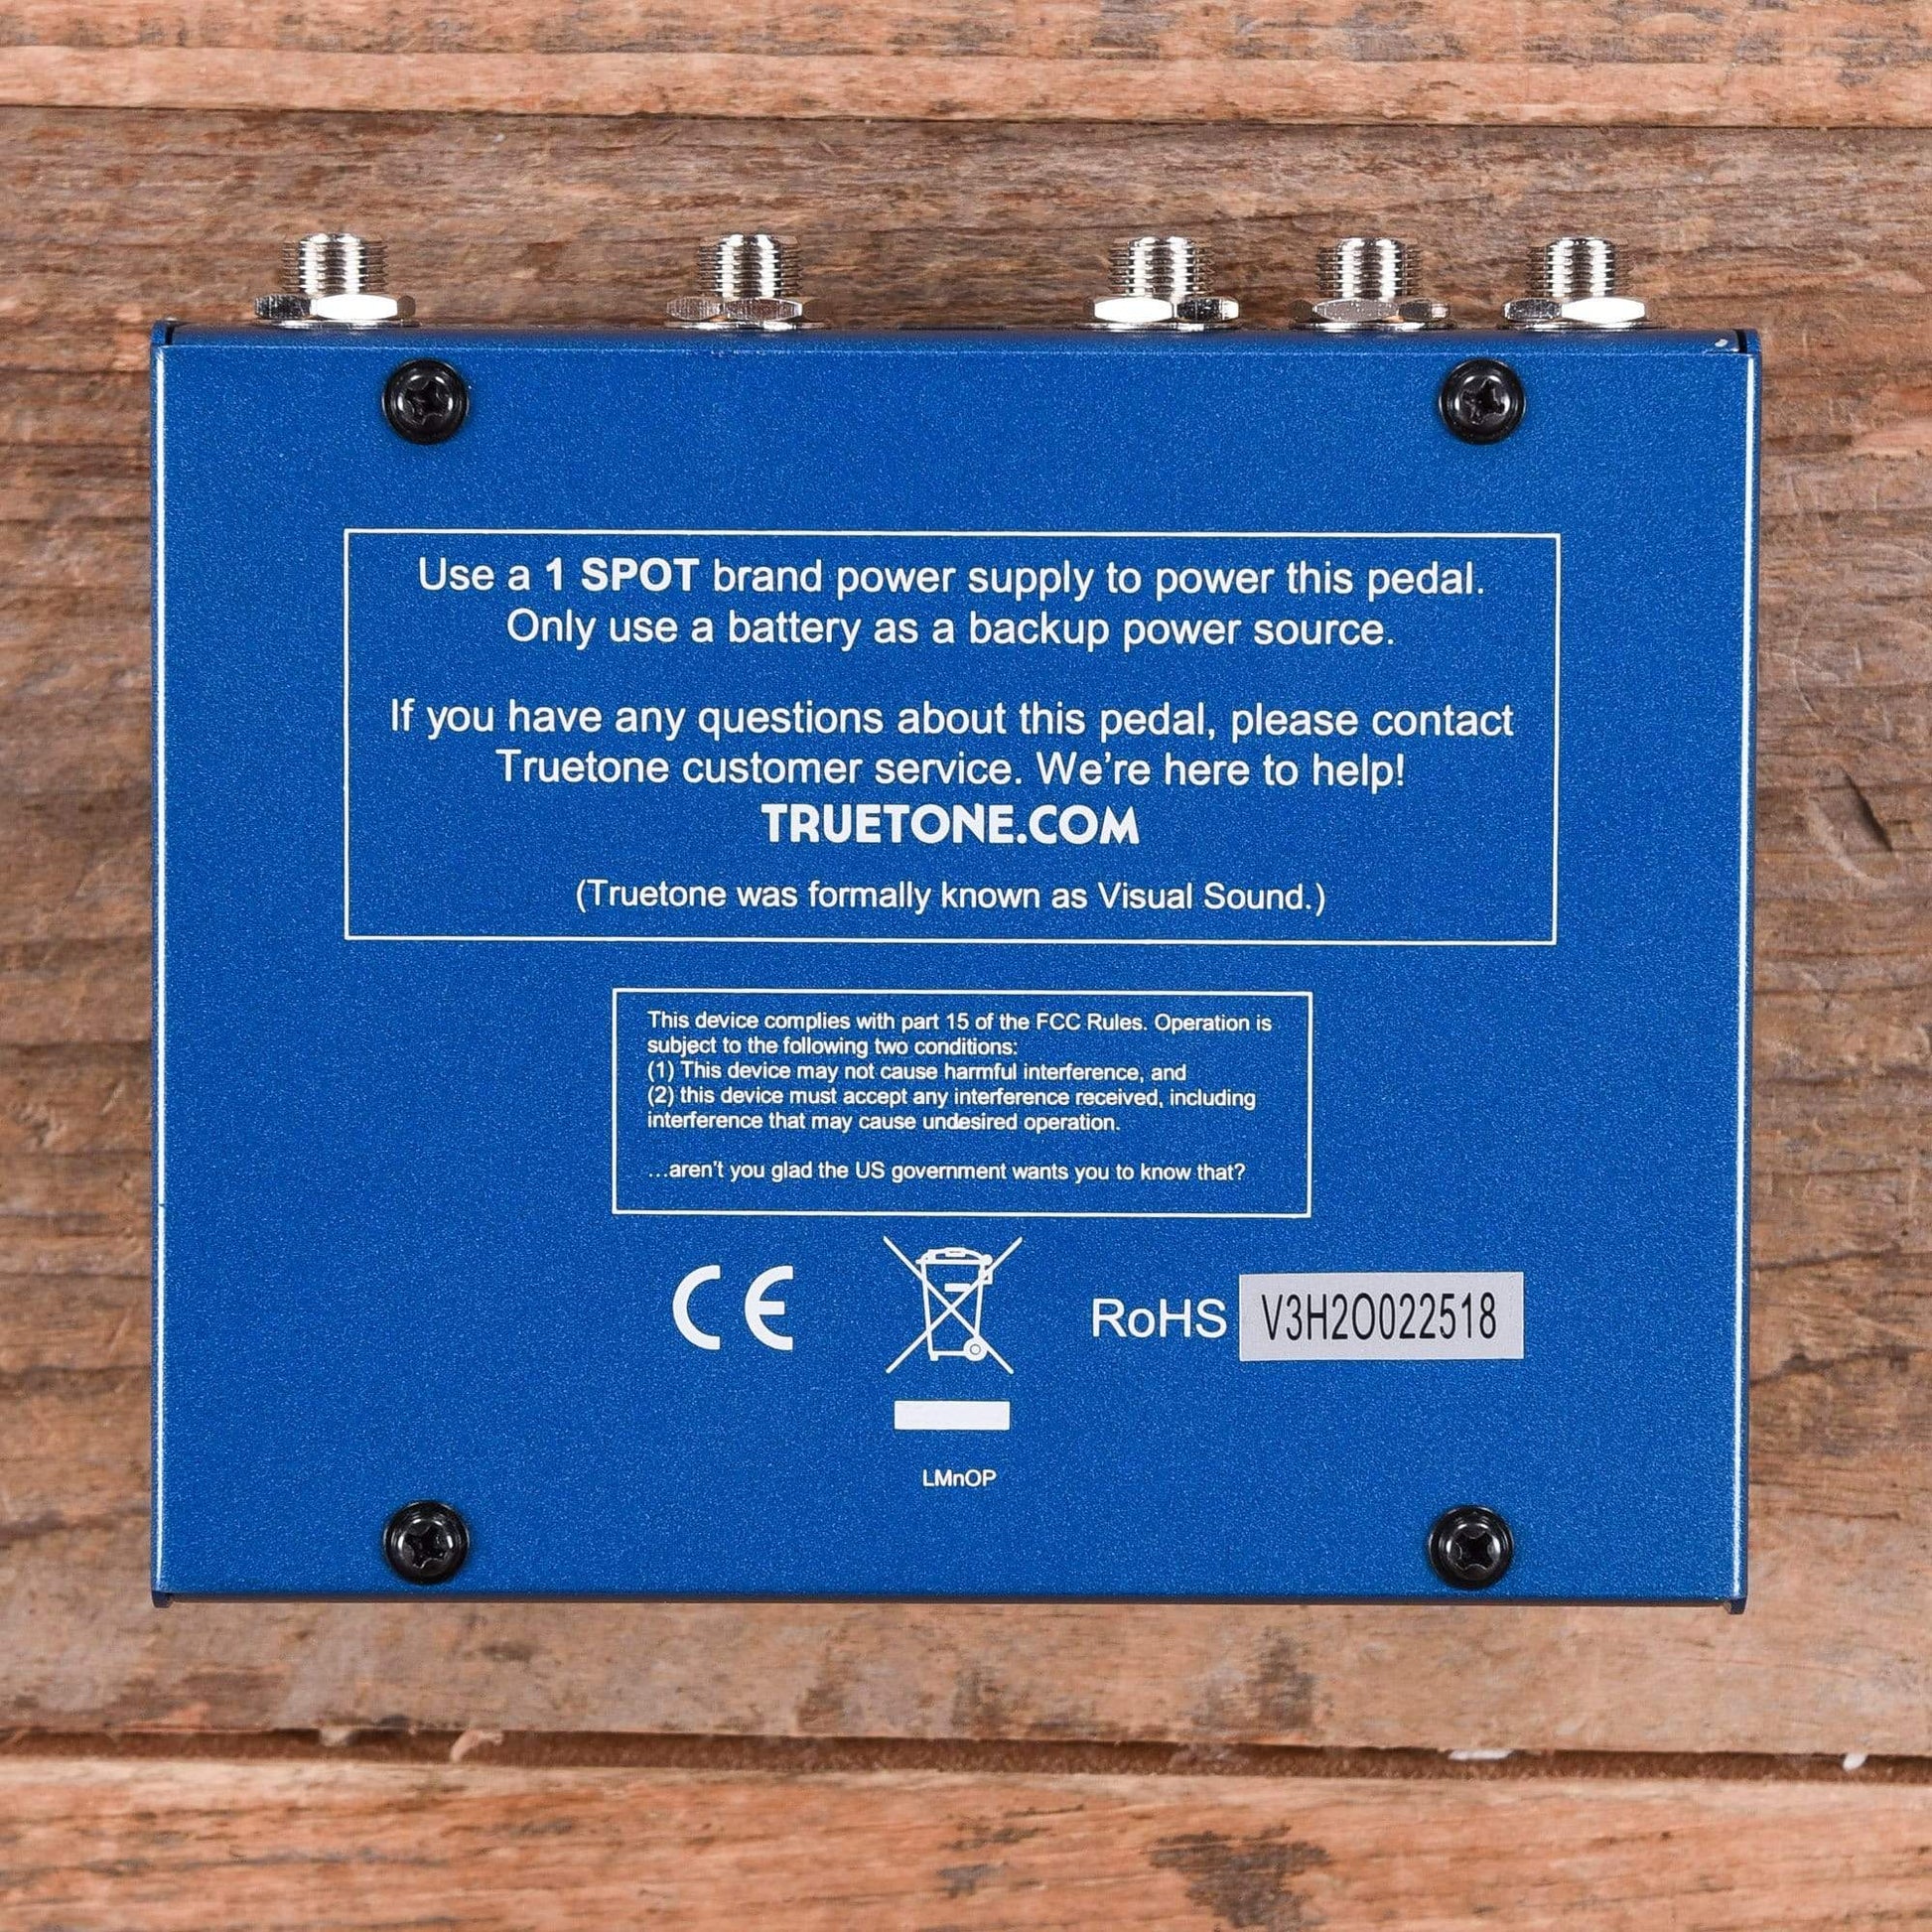 Use a 1 SPOT brand power supply to power this pedal.
Only use a battery as a backup power source.
If you have any questions about this pedal, please contact
Truetone customer service. We're here to help!
TRUETONE.COM
(Truetone was formally known as Visual Sound.)
This device complies with part 15 of the FCC Rules. Operation is
subject to the following two conditions:
(1) This device may not cause harmful interference, and
(2) this device must accept any interference received, including
interference that may cause undesired operation.
...aren't you glad the US government wants you to know that?
CE
RoHS V3H2O022518
LMnOP